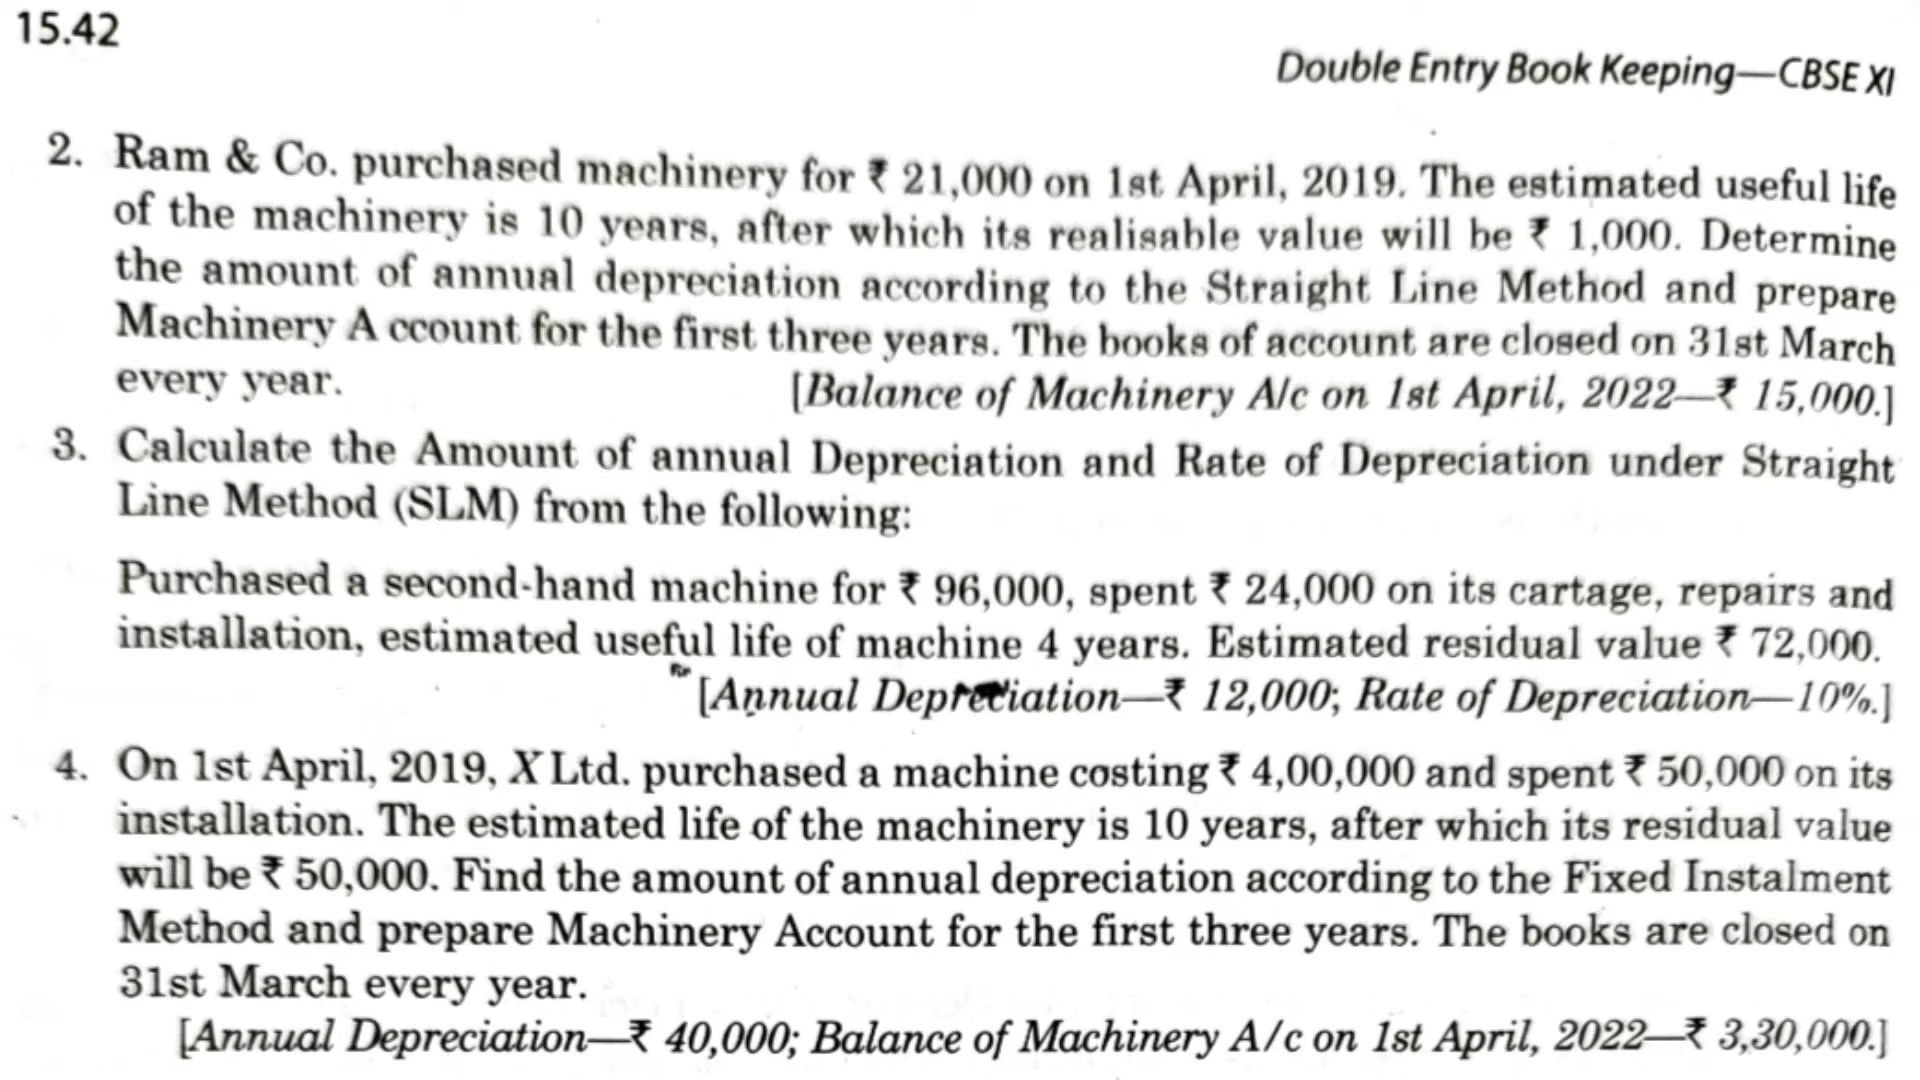 15.42
Double Entry Book Keeping—CBSE XI
2. Ram & Co. purchased machinery for ₹ 21,000 on 1st April, 2019. The estimated useful life
of the machinery is 10 years, after which its realisable value will be ₹ 1,000. Determine
the amount of annual depreciation according to the Straight Line Method and prepare
Machinery A ccount for the first three years. The books of account are closed on 31st March
every year. [Balance of Machinery A/c on 1st April, 2022—₹ 15,000.]
3. Calculate the Amount of annual Depreciation and Rate of Depreciation under Straight
Line Method (SLM) from the following:
Purchased a second-hand machine for ₹ 96,000, spent ₹ 24,000 on its cartage, repairs and
installation, estimated useful life of machine 4 years. Estimated residual value ₹ 72,000.
[Annual Depreciation—₹ 12,000; Rate of Depreciation—10%.]
4. On 1st April, 2019, X Ltd. purchased a machine costing ₹ 4,00,000 and spent ₹ 50,000 on its
installation. The estimated life of the machinery is 10 years, after which its residual value
will be ₹ 50,000. Find the amount of annual depreciation according to the Fixed Instalment
Method and prepare Machinery Account for the first three years. The books are closed on
31st March every year.
[Annual Depreciation—₹ 40,000; Balance of Machinery A/c on 1st April, 2022—₹ 3,30,000.]